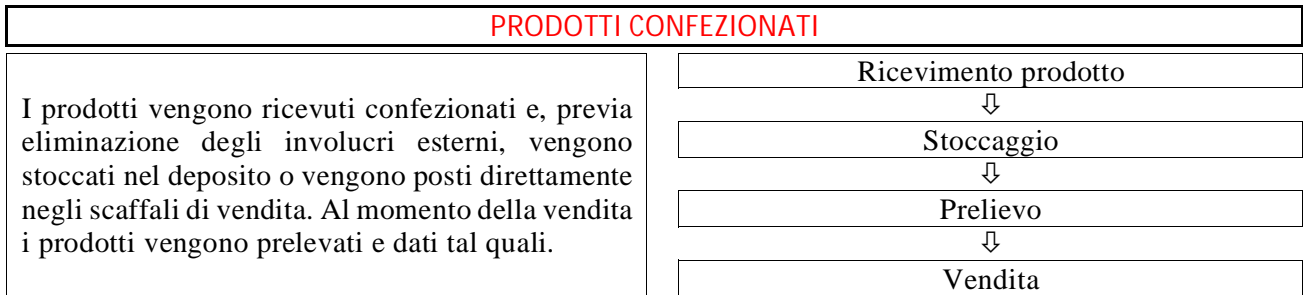 PRODOTTI CONFEZIONATI
I prodotti vengono ricevuti confezionati e, previa
eliminazione degli involucri esterni, vengono
stoccati nel deposito o vengono posti direttamente
negli scaffali di vendita. Al momento della vendita
i prodotti vengono prelevati e dati tal quali.
Ricevimento prodotto
⇩
Stoccaggio
⇩
Prelievo
⇩
Vendita